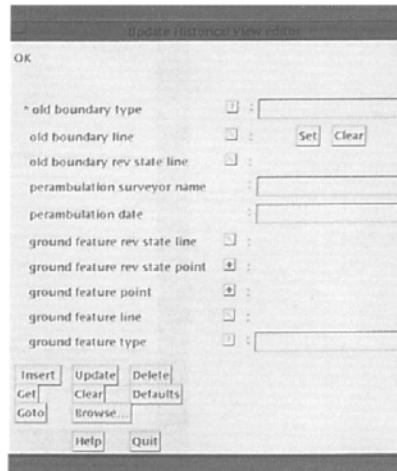 Update Historical View editor
OK
* old boundary type ? :
old boundary line : Set Clear
old boundary rev state line :
perambulation surveyor name :
perambulation date :
ground feature rev state line :
ground feature rev state point :
ground feature point :
ground feature line :
ground feature type ? :
Insert Update Delete
Get Clear Defaults
Goto Browse...
Help Quit